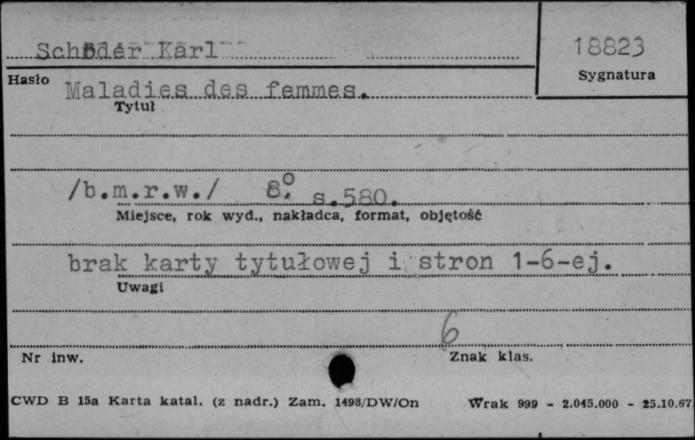 Schöder Karl
18823
Hasło
Sygnatura
Maladies des femmes.
Tytuł
/b.m.r.w./ 8°, s.580.
Miejsce, rok wyd., nakładca, format, objętość
brak karty tytułowej i stron 1-6-ej.
Uwagi
6
Nr inw.
Znak klas.
CWD B 15a Karta katal. (z nadr.) Zam. 1498/DW/On Wrak 999 - 2.045.000 - 25.10.67